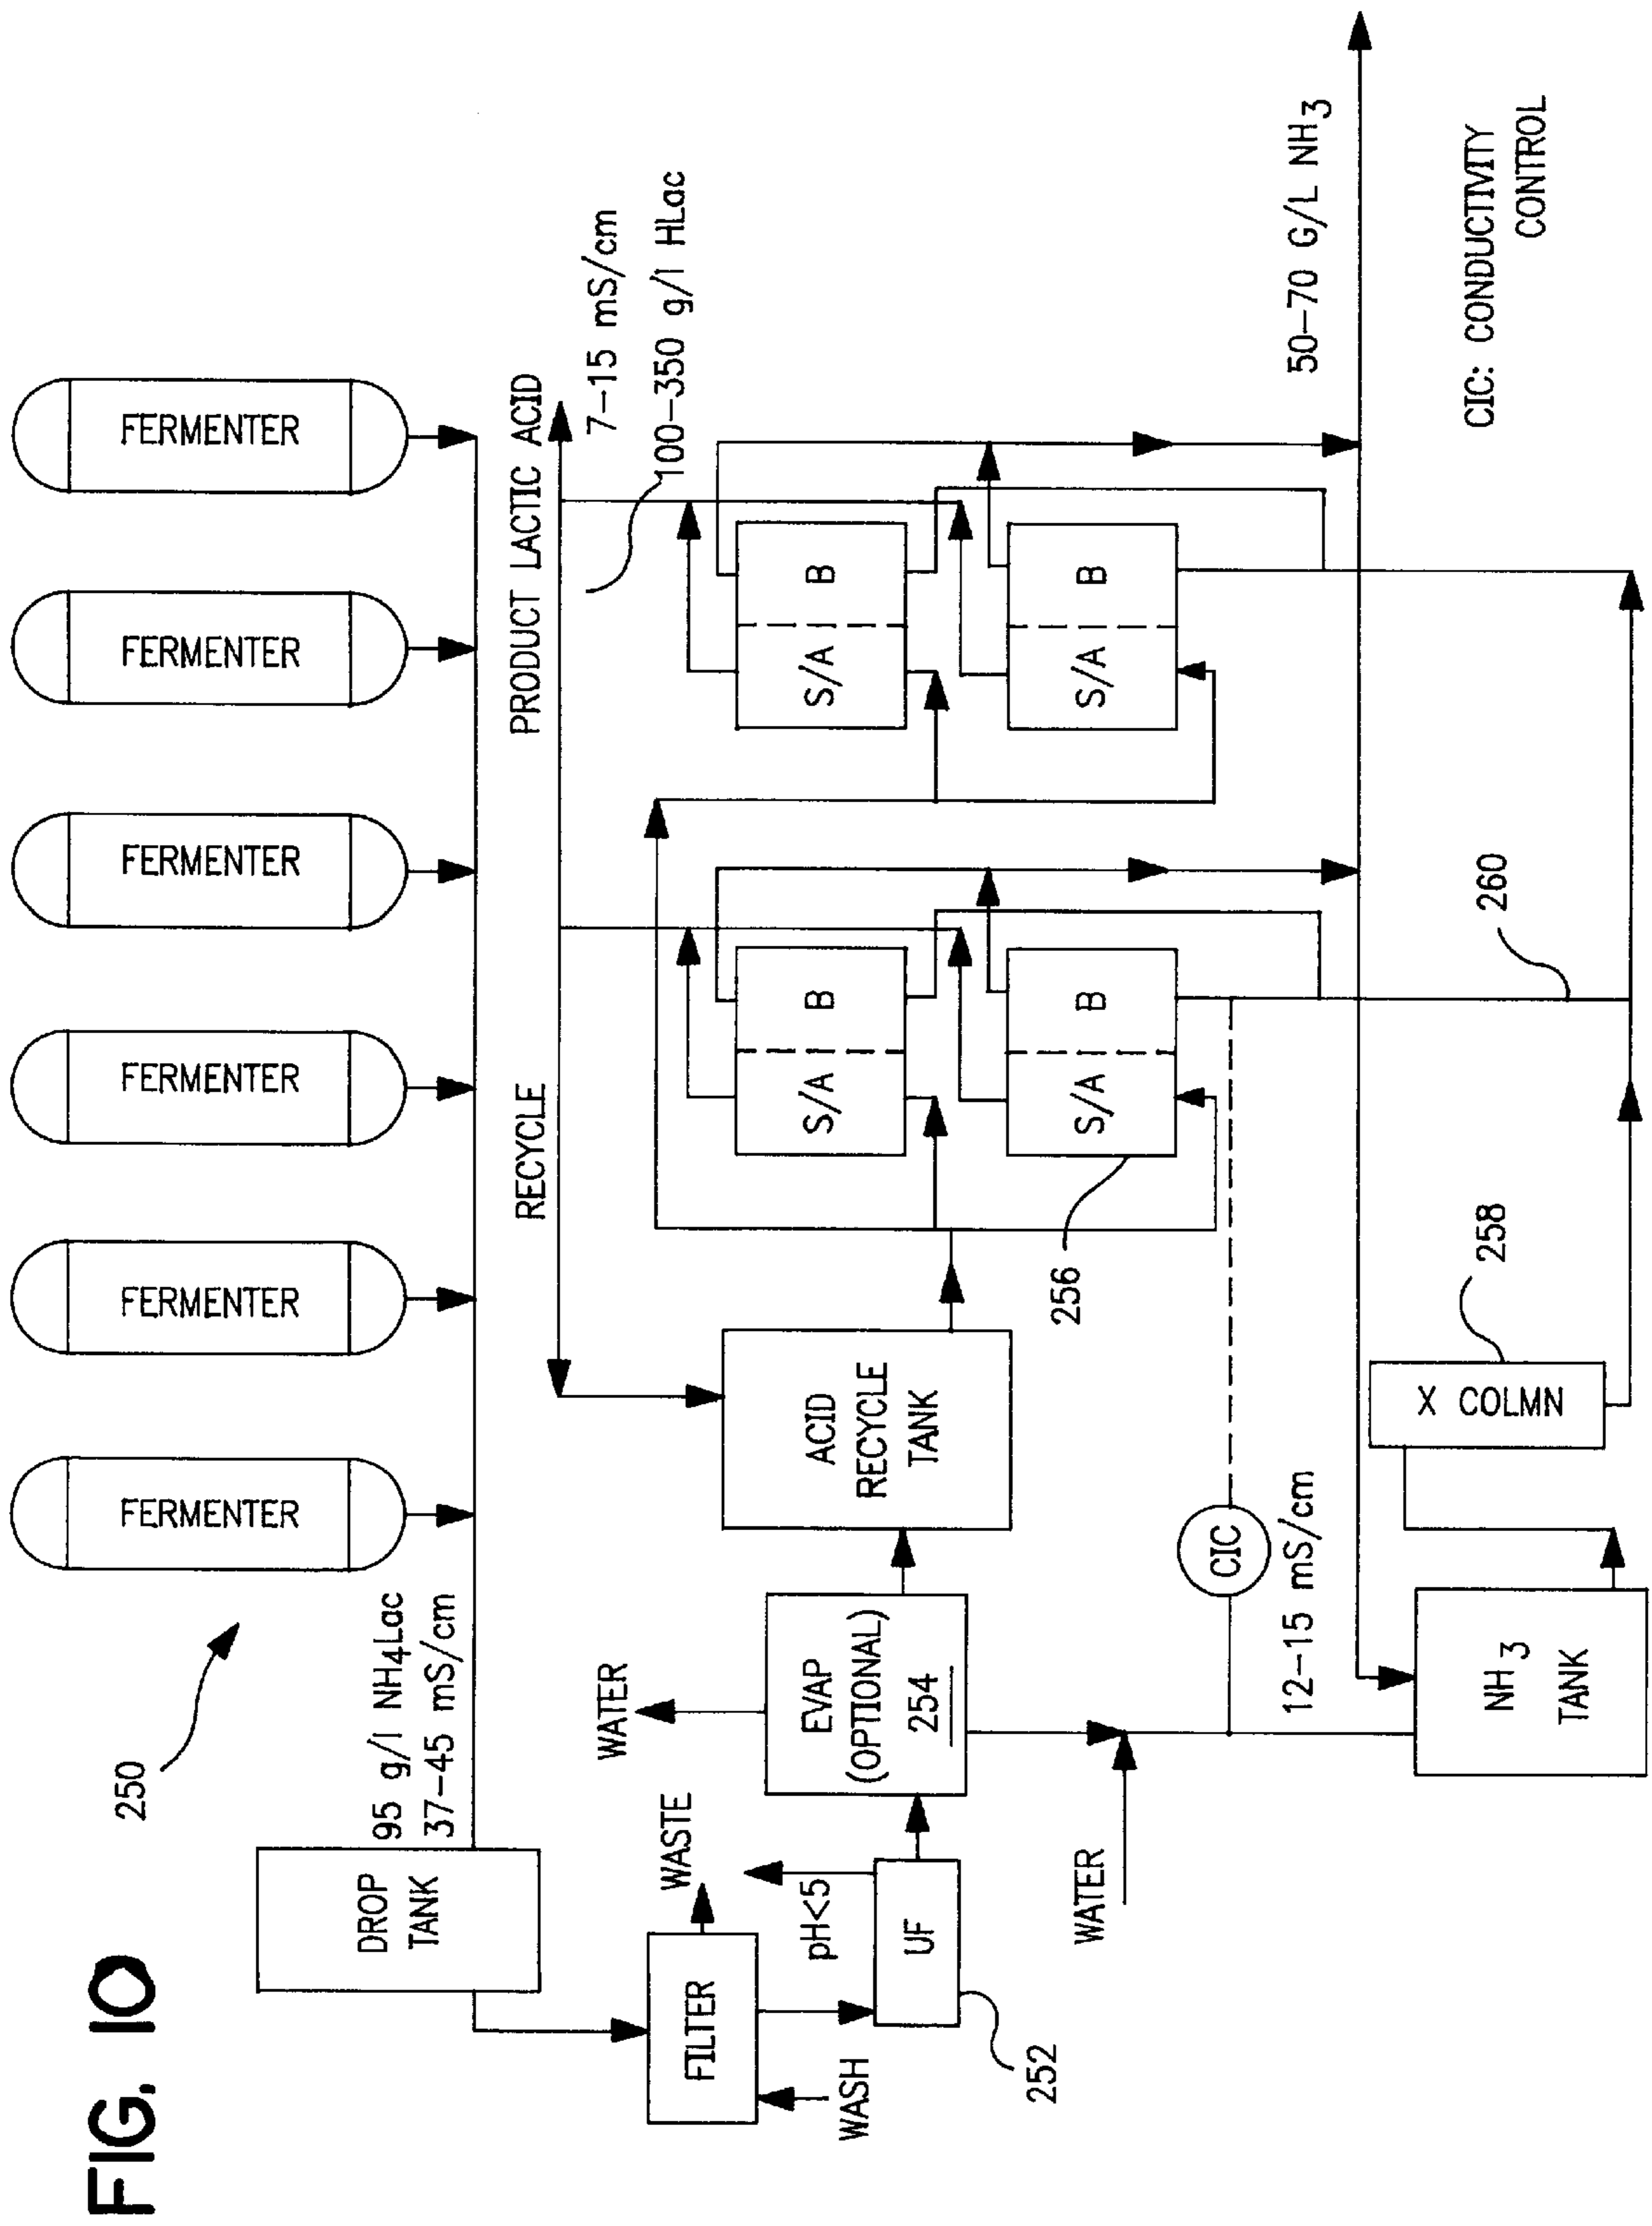 FIG. 10
250
FERMENTER
FERMENTER
FERMENTER
FERMENTER
FERMENTER
FERMENTER
DROP
TANK
95 g/l NH4Lac
37-45 mS/cm
RECYCLE
PRODUCT LACTIC ACID
7-15 mS/cm
100-350 g/l HLac
FILTER
WASTE
WASH
pH<5
UF
252
WATER
EVAP
(OPTIONAL)
254
ACID
RECYCLE
TANK
S/A
B
S/A
B
S/A
B
S/A
B
256
WATER
CIC
12-15 mS/cm
50-70 G/L NH3
NH3
TANK
X COLMN
258
260
CIC: CONDUCTIVITY
CONTROL